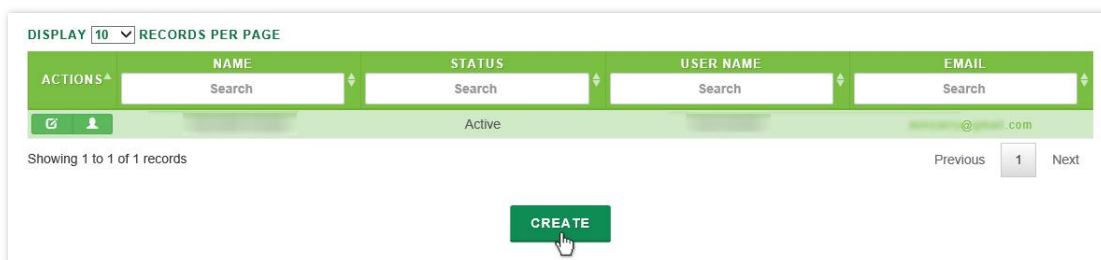 DISPLAY 10 RECORDS PER PAGE
ACTIONS NAME STATUS USER NAME EMAIL
Search Search Search Search
Active @ .com
Showing 1 to 1 of 1 records Previous 1 Next
CREATE